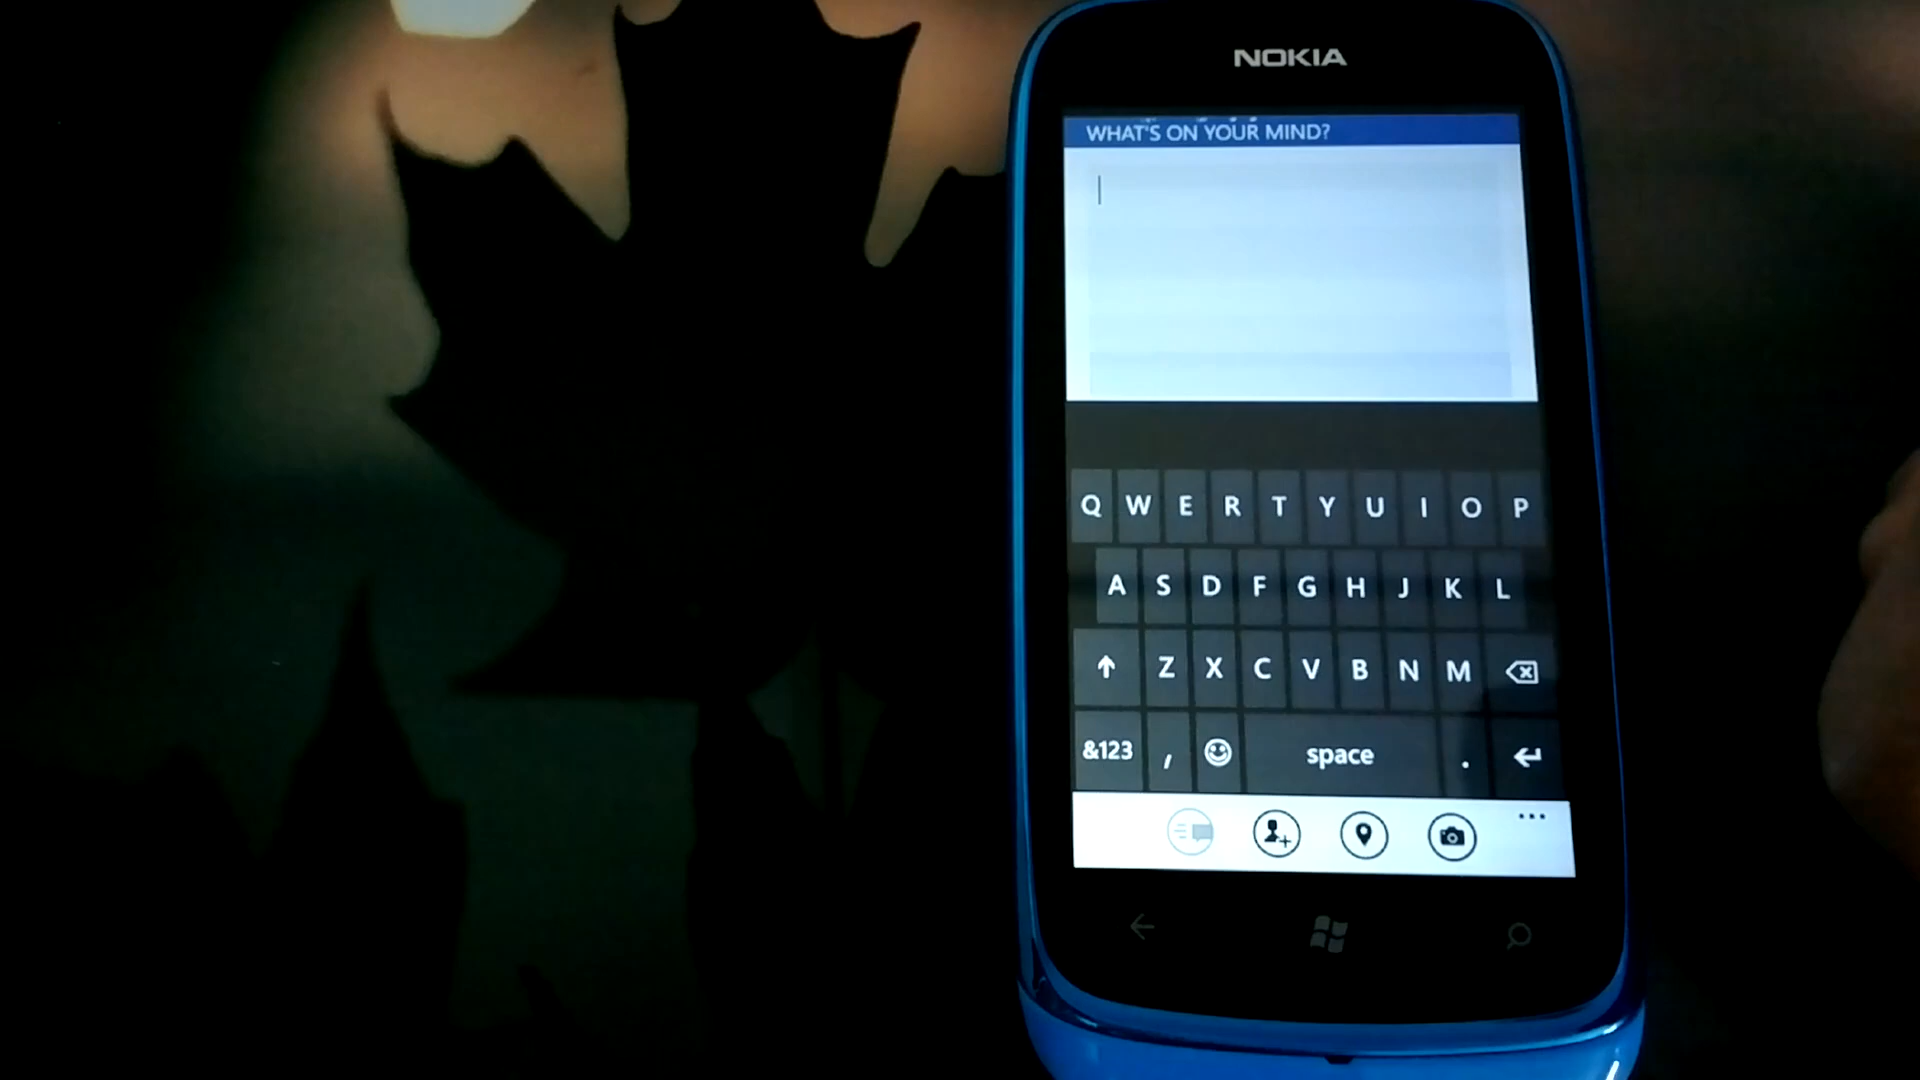 NOKIA
WHAT'S ON YOUR MIND?
Q W E R T Y U I O P
A S D F G H J K L
Z X C V B N M
&123 , space .